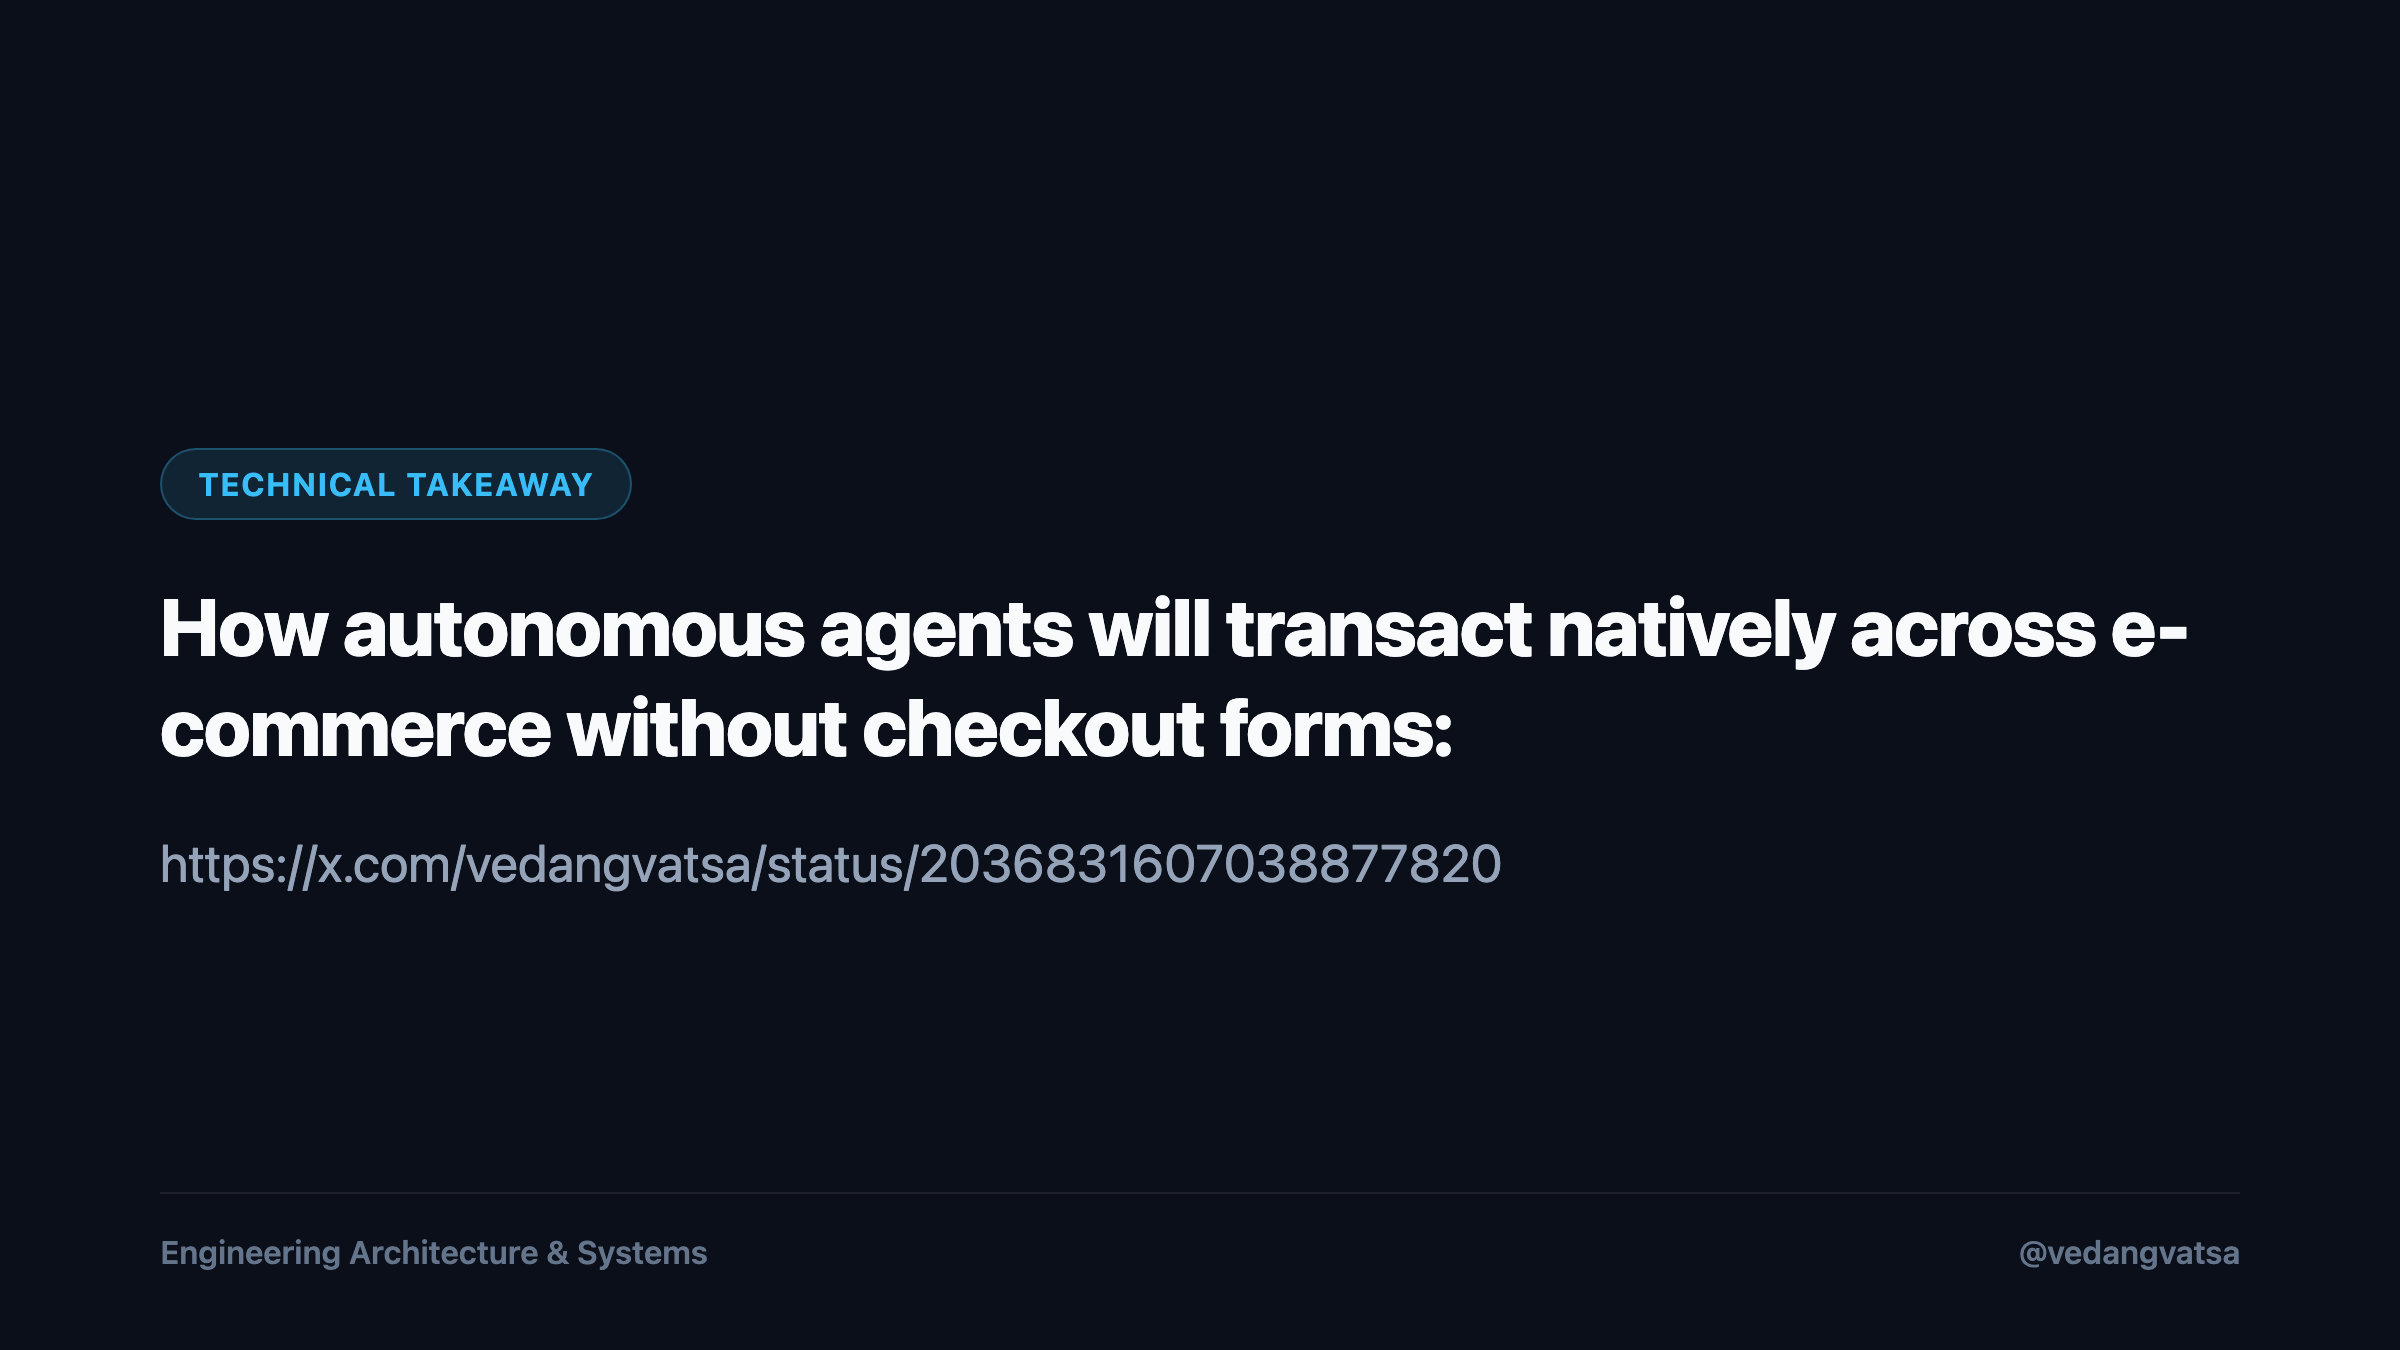 TECHNICAL TAKEAWAY
How autonomous agents will transact natively across e-
commerce without checkout forms:
https://x.com/vedangvatsa/status/2036831607038877820
Engineering Architecture & Systems
@vedangvatsa